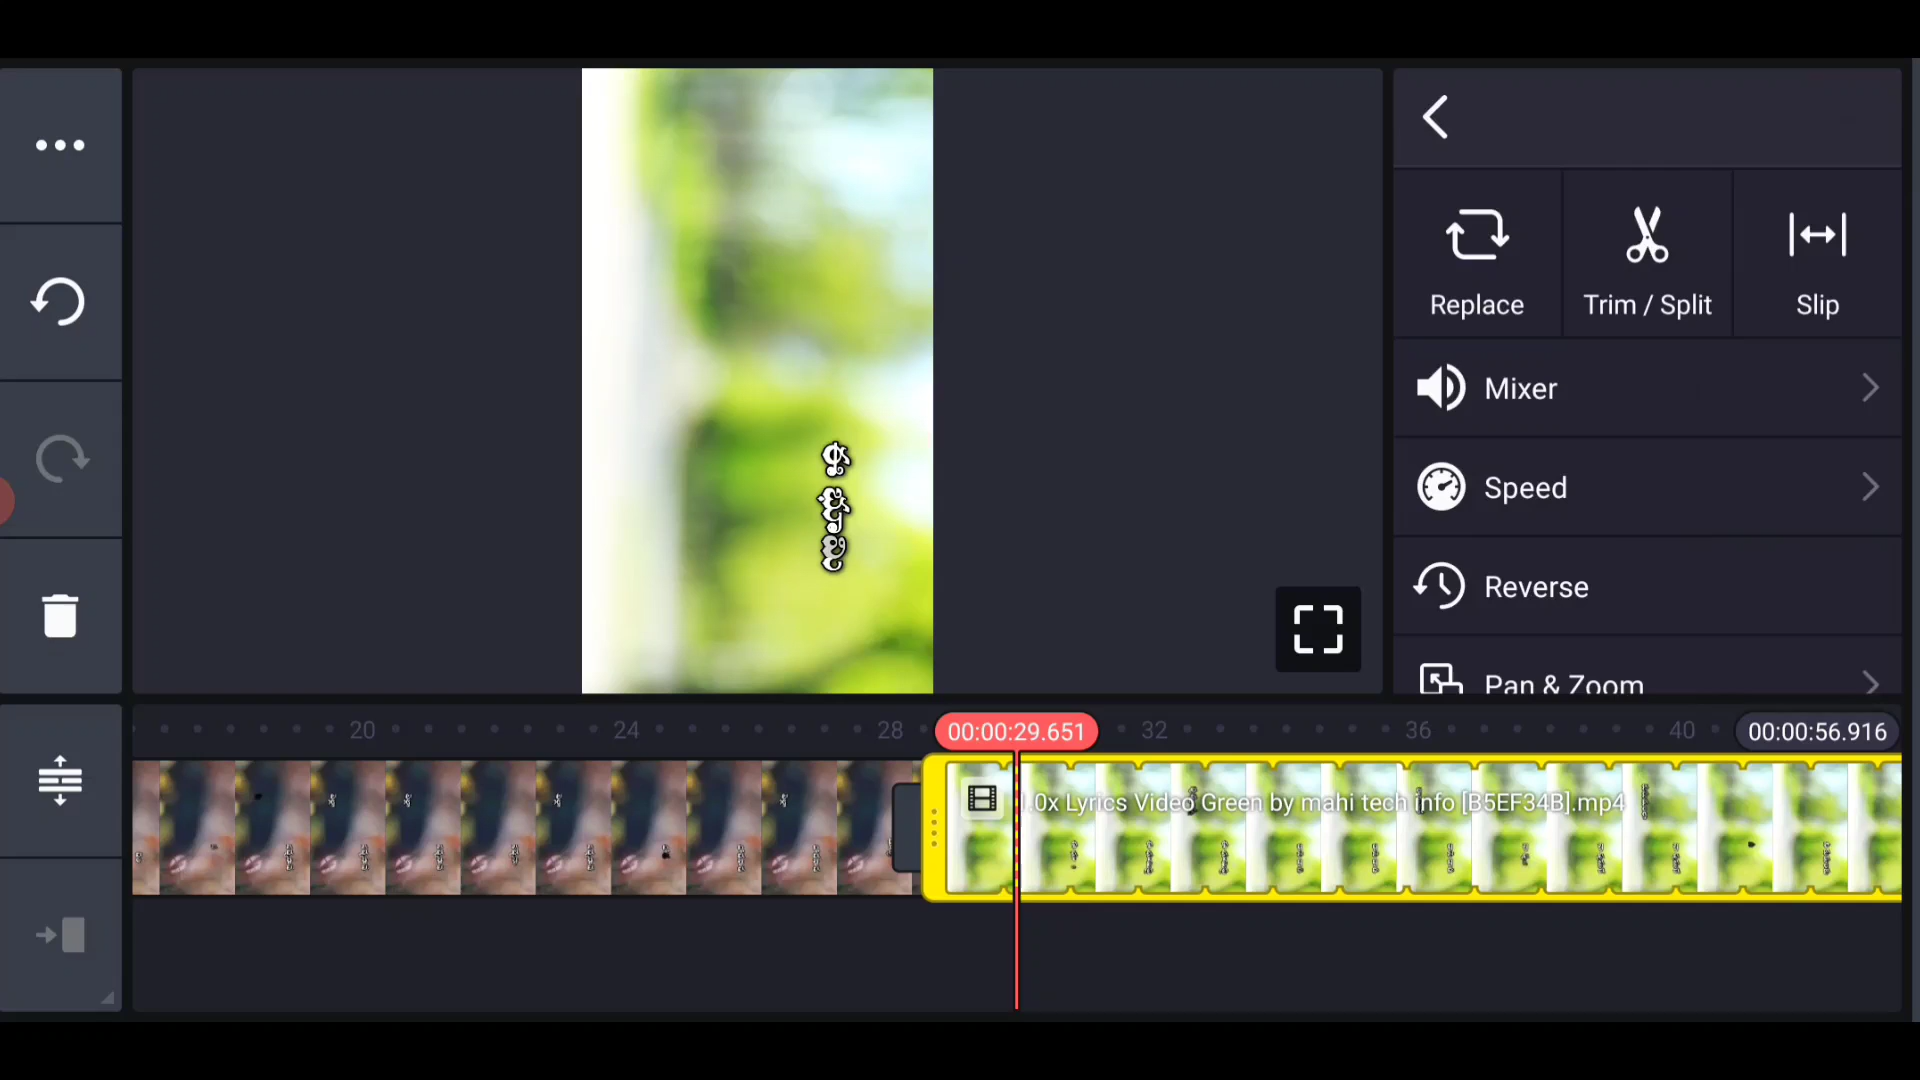 Replace
Trim / Split
Slip
Mixer
Speed
Reverse
Pan & Zoom
20
24
28
00:00:29.651
32
36
40
00:00:56.916
.0x Lyrics Video Green by mahi tech info [B5EF34B].mp4